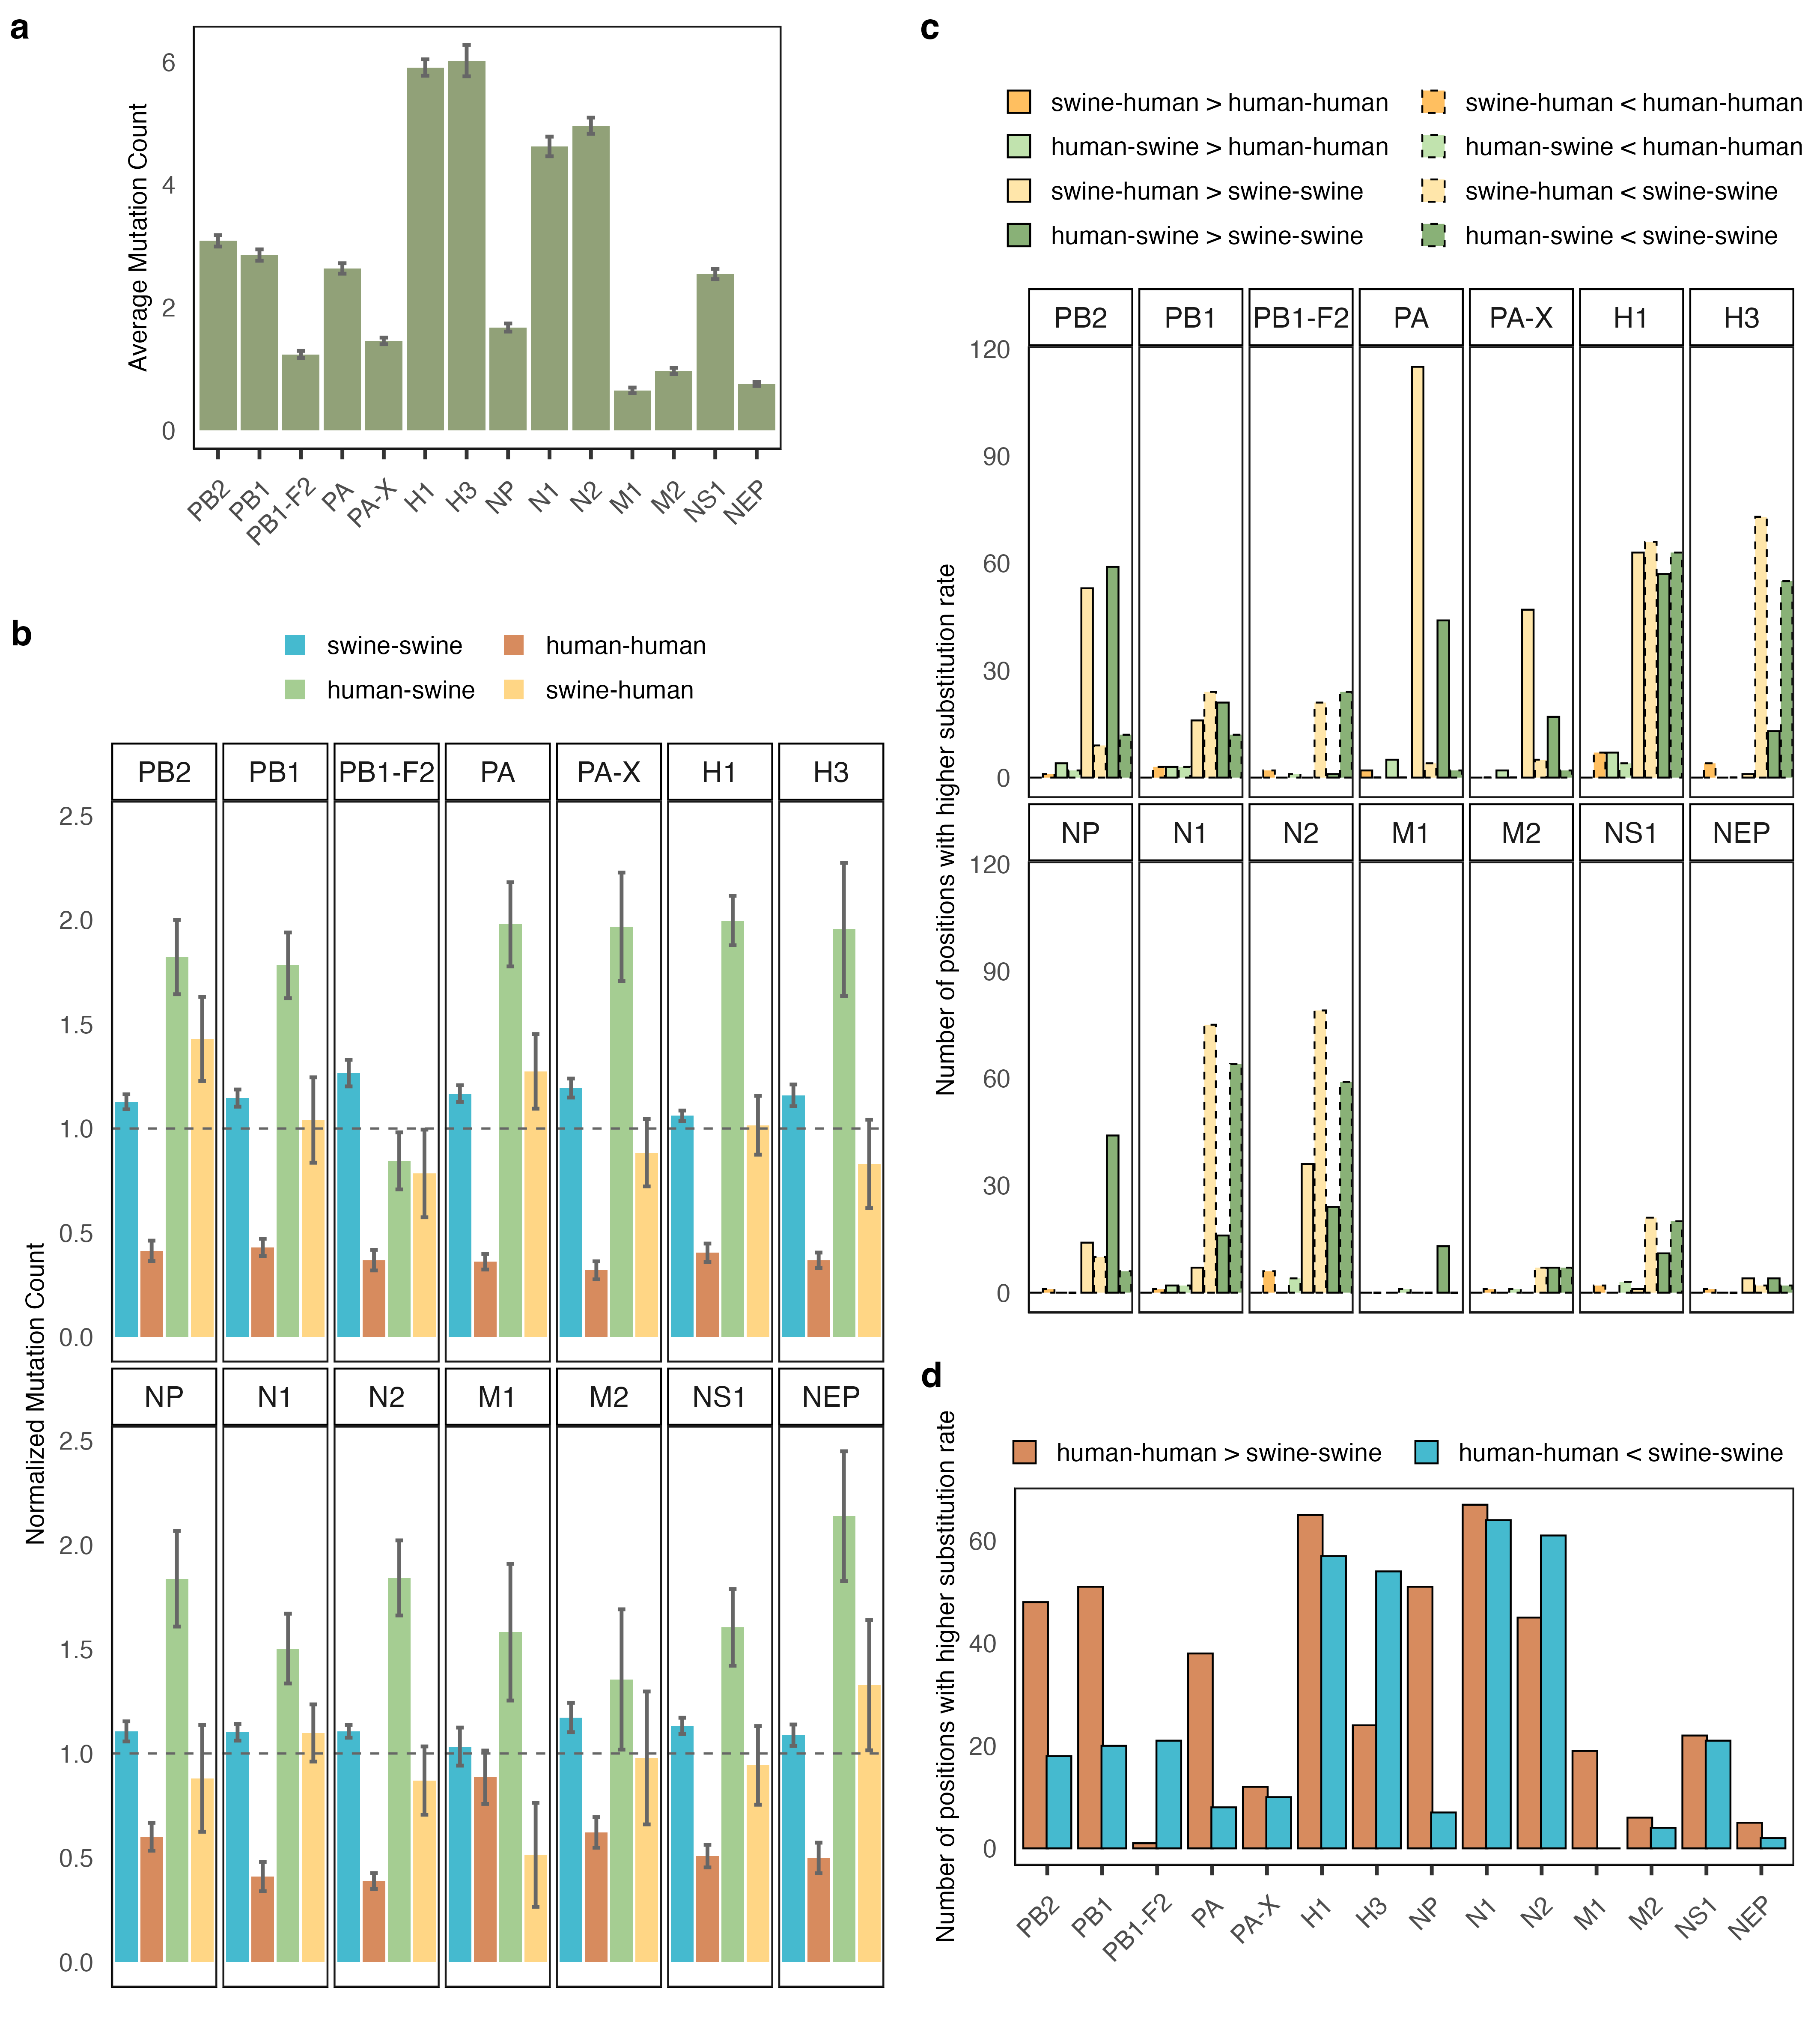 a
6
4
2
0
Average Mutation Count
PB2
PB1
PB1-F2
PA
PA-X
H1
H3
NP
N1
N2
M1
M2
NS1
NEP
b
swine-swine
human-human
human-swine
swine-human
PB2 PB1 PB1-F2 PA PA-X H1 H3
2.5
2.0
1.5
1.0
0.5
0.0
Normalized Mutation Count
NP N1 N2 M1 M2 NS1 NEP
2.5
2.0
1.5
1.0
0.5
0.0
c
swine-human > human-human
swine-human < human-human
human-swine > human-human
human-swine < human-human
swine-human > swine-swine
swine-human < swine-swine
human-swine > swine-swine
human-swine < swine-swine
PB2 PB1 PB1-F2 PA PA-X H1 H3
120
90
60
30
0
Number of positions with higher substitution rate
NP N1 N2 M1 M2 NS1 NEP
120
90
60
30
0
d
human-human > swine-swine
human-human < swine-swine
60
40
20
0
Number of positions with higher substitution rate
PB2
PB1
PB1-F2
PA
PA-X
H1
H3
NP
N1
N2
M1
M2
NS1
NEP